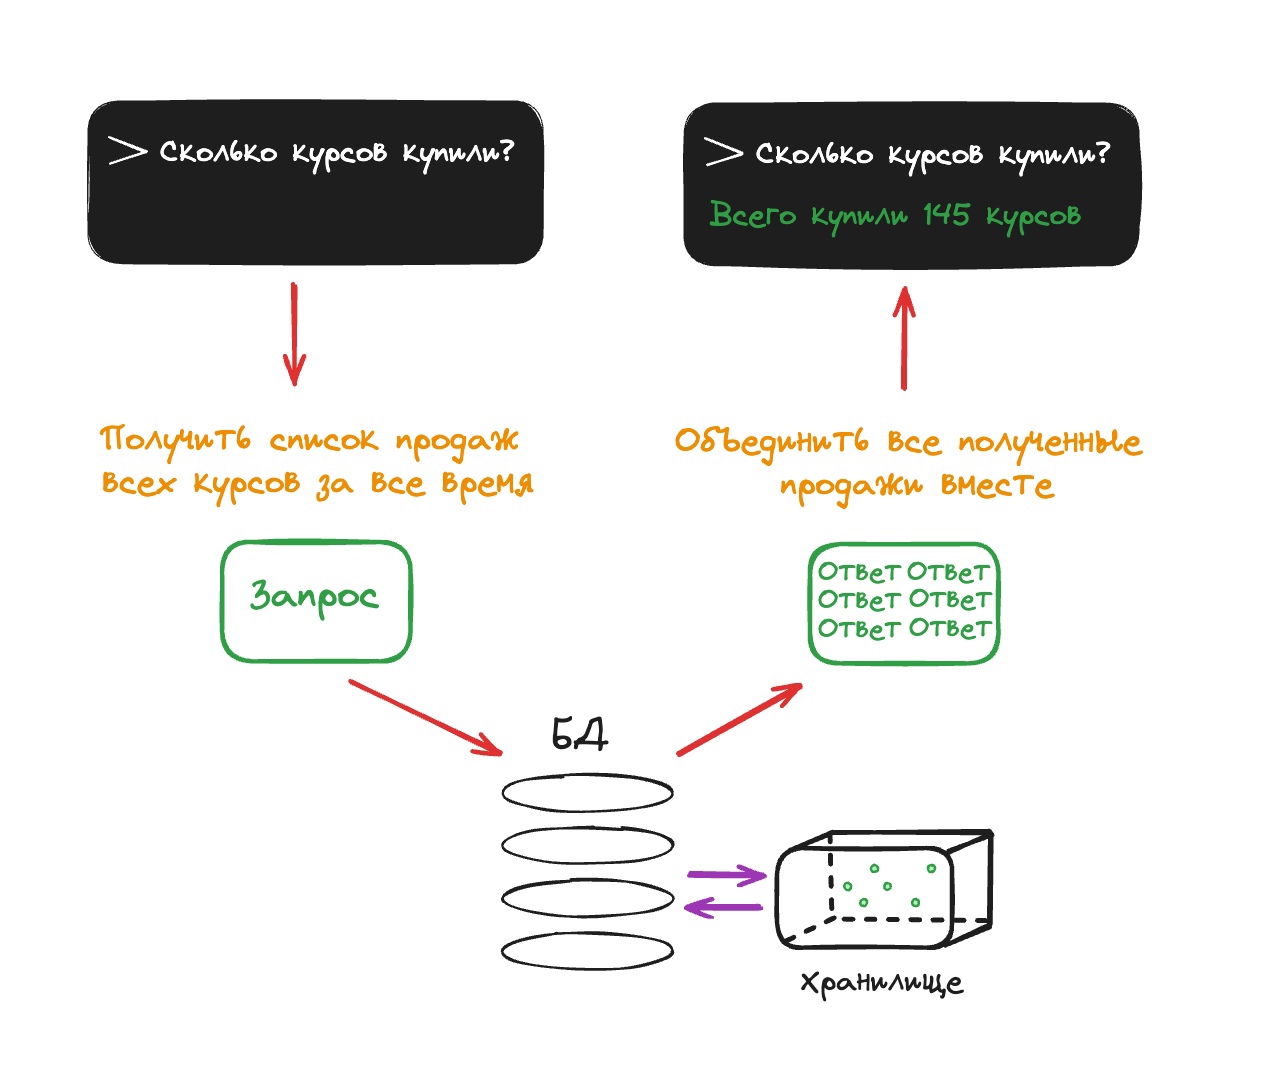 > Сколько курсов купили?
> Сколько курсов купили?
Всего купили 145 курсов
Получить список продаж
всех курсов за все время
Объединить все полученные
продажи вместе
Запрос
Ответ Ответ
Ответ Ответ
Ответ Ответ
БД
Хранилище